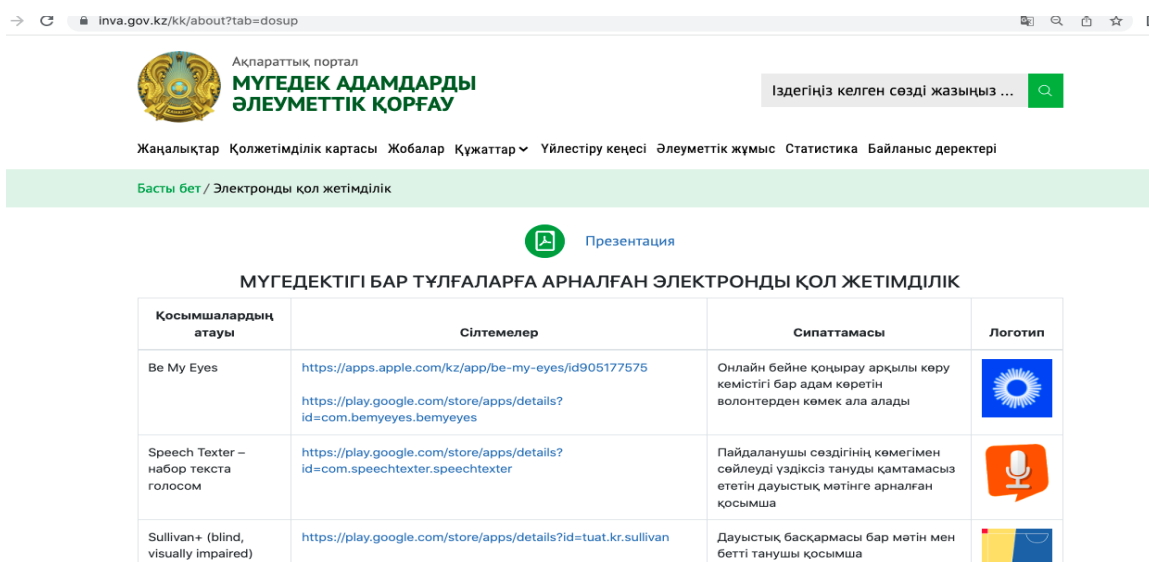 inva.gov.kz/kk/about?tab=dosup
Ақпараттық портал
МҮГЕДЕК АДАМДАРДЫ
ӘЛЕУМЕТТІК ҚОРҒАУ
Іздегіңіз келген сөзді жазыңыз ...
Жаңалықтар Қолжетімділік картасы Жобалар Құжаттар Үйлестіру кеңесі Әлеуметтік жұмыс Статистика Байланыс деректері
Басты бет / Электронды қол жетімділік
Презентация
МҮГЕДЕКТІГІ БАР ТҰЛҒАЛАРҒА АРНАЛҒАН ЭЛЕКТРОНДЫ ҚОЛ ЖЕТІМДІЛІК
Қосымшалардың
атауы
Сілтемелер
Сипаттамасы
Логотип
Be My Eyes
https://apps.apple.com/kz/app/be-my-eyes/id905177575
https://play.google.com/store/apps/details?
id=com.bemyeyes.bemyeyes
Онлайн бейне қоңырау арқылы көру
кемістігі бар адам көретін
волонтерден көмек ала алады
Speech Texter –
набор текста
голосом
https://play.google.com/store/apps/details?
id=com.speechtexter.speechtexter
Пайдаланушы сөздігінің көмегімен
сөйлеуді үздіксіз тануды қамтамасыз
ететін дауыстық мәтінге арналған
қосымша
Sullivan+ (blind,
visually impaired)
https://play.google.com/store/apps/details?id=tuat.kr.sullivan
Дауыстық басқармасы бар мәтін мен
бетті танушы қосымша